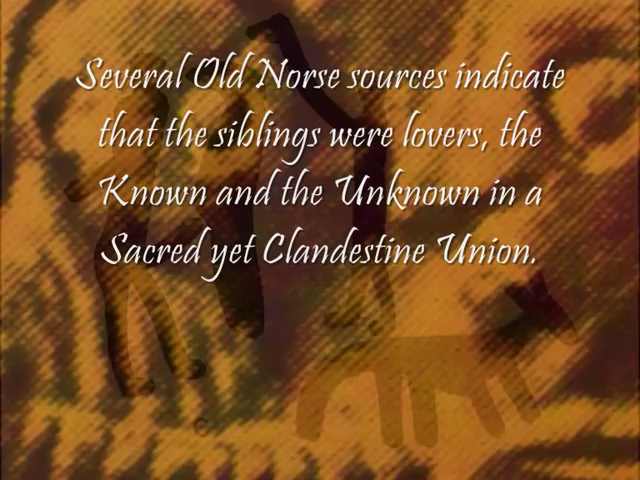 Several Old Norse sources indicate
that the siblings were lovers, the
Known and the Unknown in a
Sacred yet Clandestine Union.
©